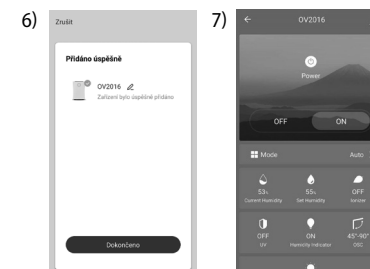 6)
Zrušit
Přidáno úspěšně
OV2016
Zařízení bylo úspěšně přidáno
Dokončeno
7)
OV2016
Power
OFF ON
Mode Auto
53% 55% OFF
Current Humidity Set Humidity Ionizer
OFF ON 45°-90°
UV Humidity Indicator OSC